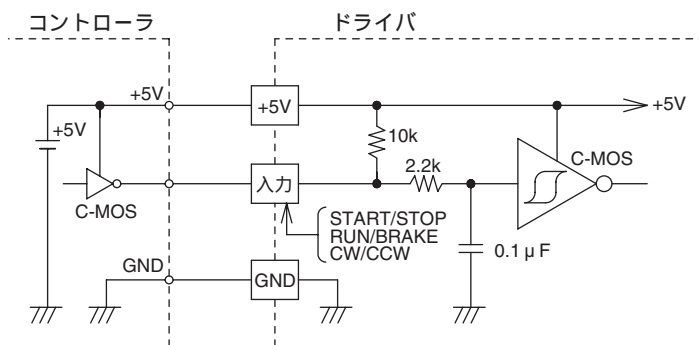 コントローラ
ドライバ
+5V
+5V
+5V
+5V
10k
2.2k
C-MOS
入力
C-MOS
START/STOP
RUN/BRAKE
CW/CCW
0.1μF
GND
GND